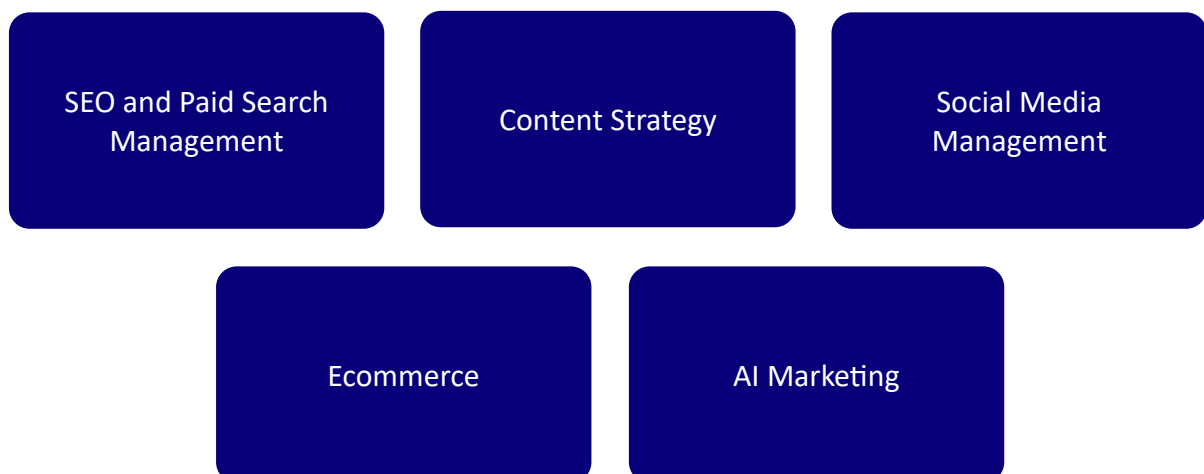 SEO and Paid Search
Management
Content Strategy
Social Media
Management
Ecommerce
AI Marketing